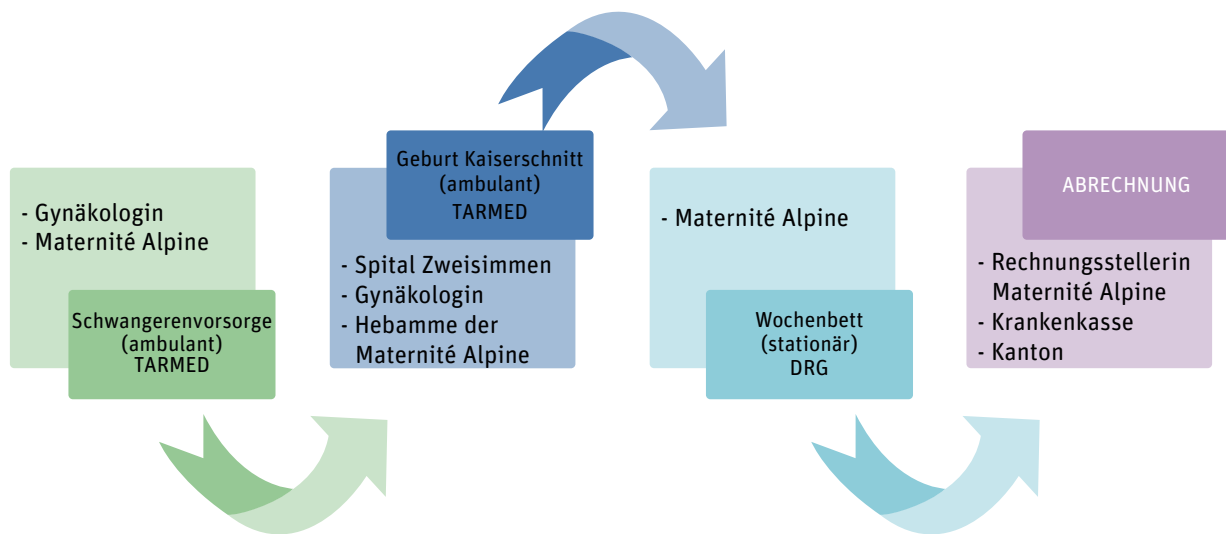 - Gynäkologin
- Maternité Alpine
Schwangerenvorsorge
(ambulant)
TARMED
Geburt Kaiserschnitt
(ambulant)
TARMED
- Spital Zweisimmen
- Gynäkologin
- Hebamme der
Maternité Alpine
- Maternité Alpine
Wochenbett
(stationär)
DRG
ABRECHNUNG
- Rechnungsstellerin
Maternité Alpine
- Krankenkasse
- Kanton